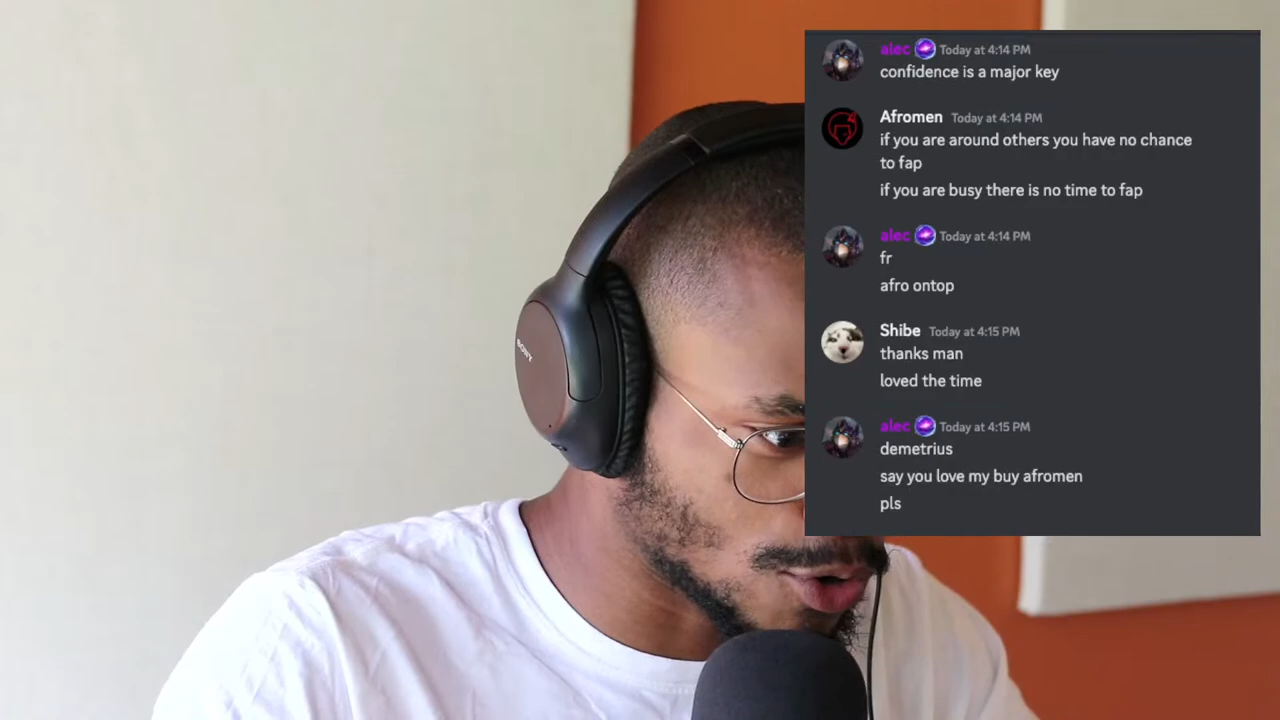 alec Today at 4:14 PM
confidence is a major key
Afromen Today at 4:14 PM
if you are around others you have no chance
to fap
if you are busy there is no time to fap
alec Today at 4:14 PM
fr
afro ontop
Shibe Today at 4:15 PM
thanks man
loved the time
alec Today at 4:15 PM
demetrius
say you love my buy afromen
pls
SONY